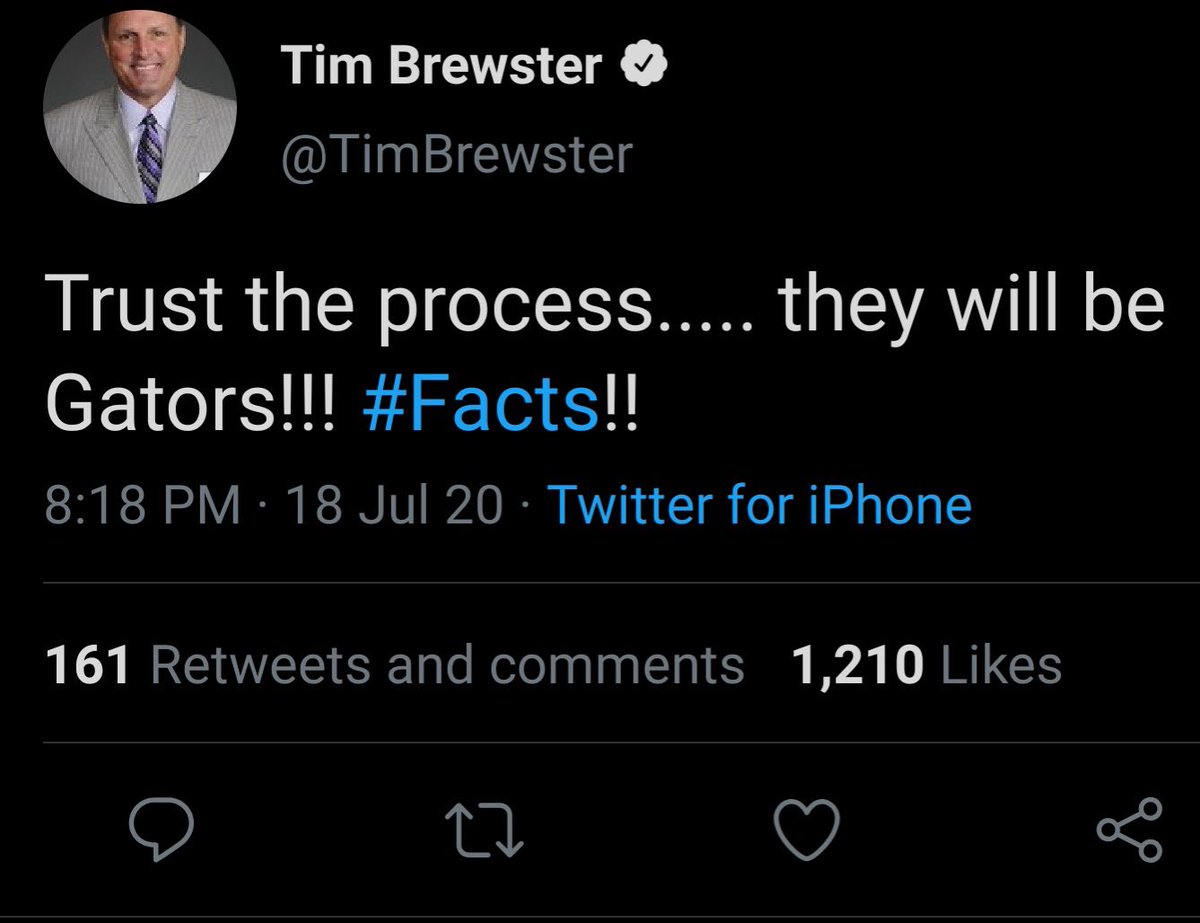 Tim Brewster
@TimBrewster
Trust the process..... they will be
Gators!!! #Facts!!
8:18 PM · 18 Jul 20 · Twitter for iPhone
161 Retweets and comments 1,210 Likes